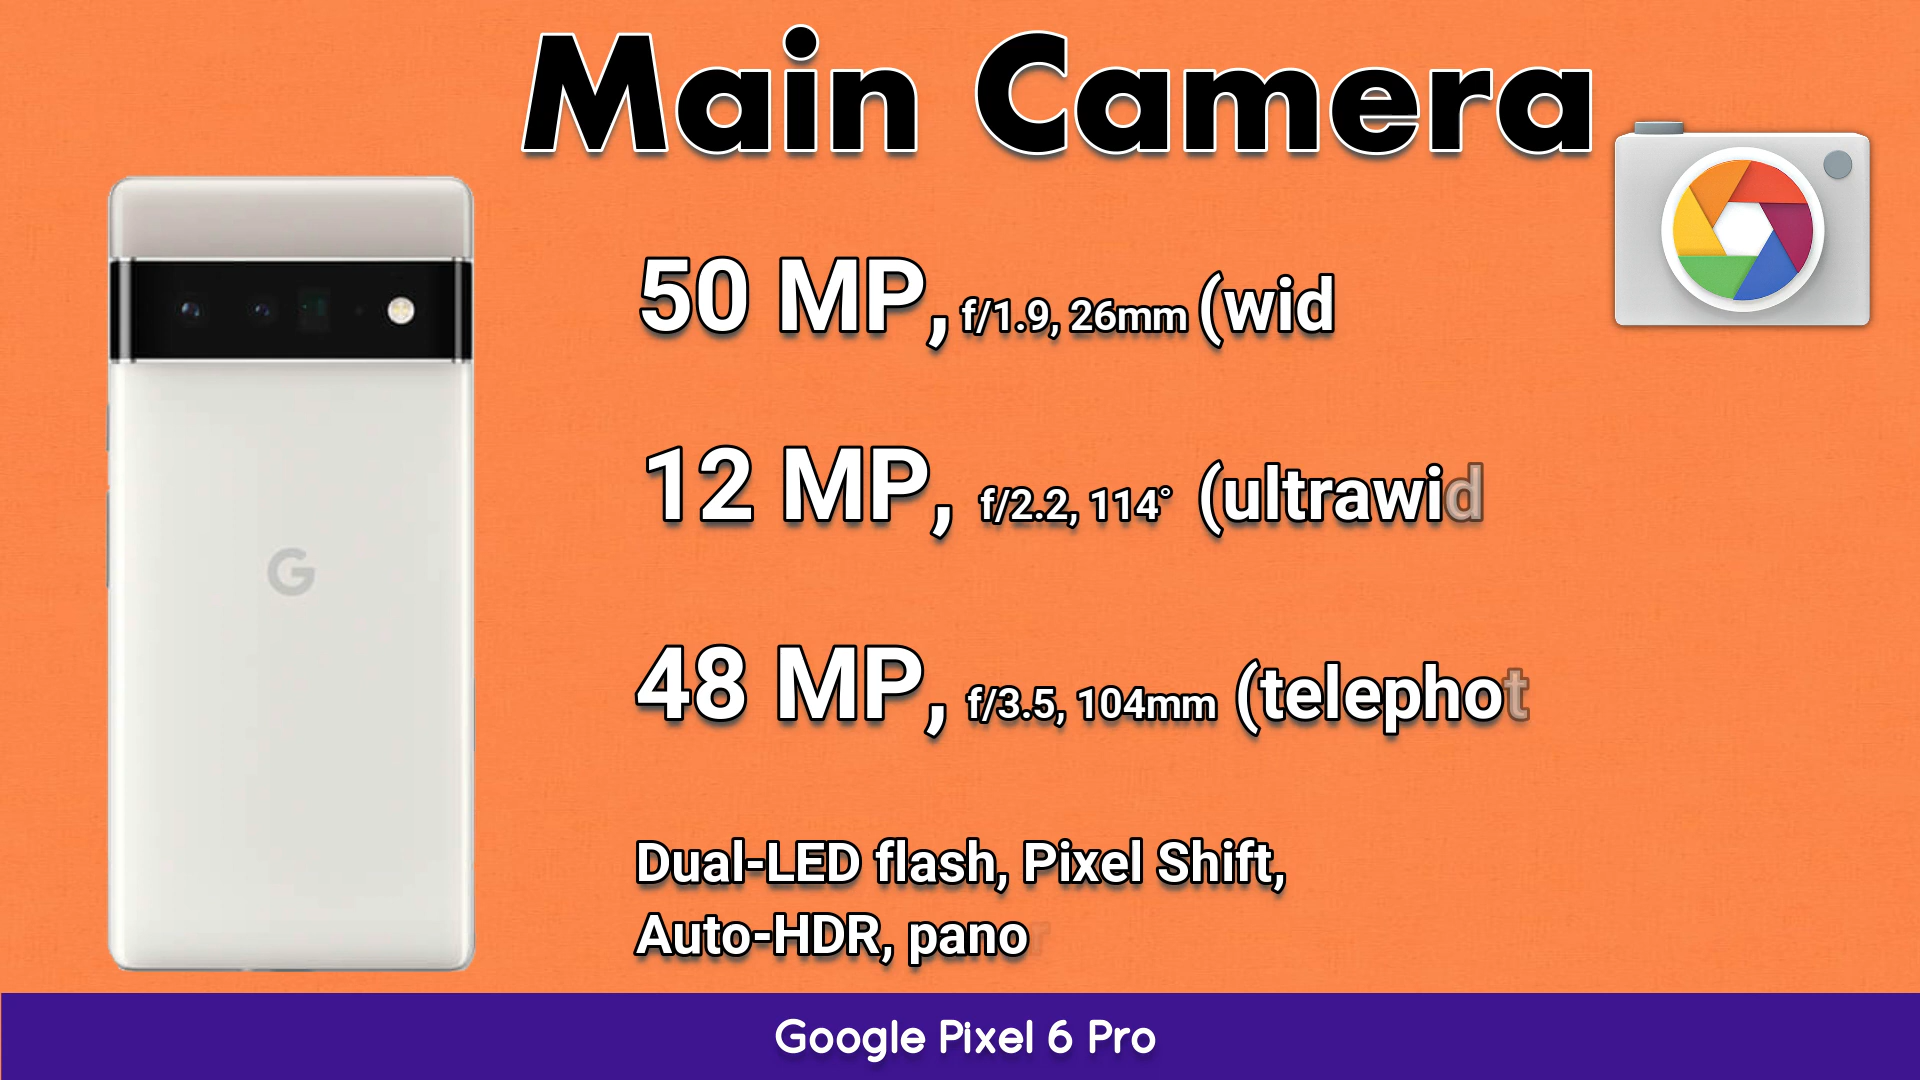 Main Camera
50 MP, f/1.9, 26mm (wid
12 MP, f/2.2, 114° (ultrawid
48 MP, f/3.5, 104mm (telephot
G
Dual-LED flash, Pixel Shift,
Auto-HDR, panor
Google Pixel 6 Pro